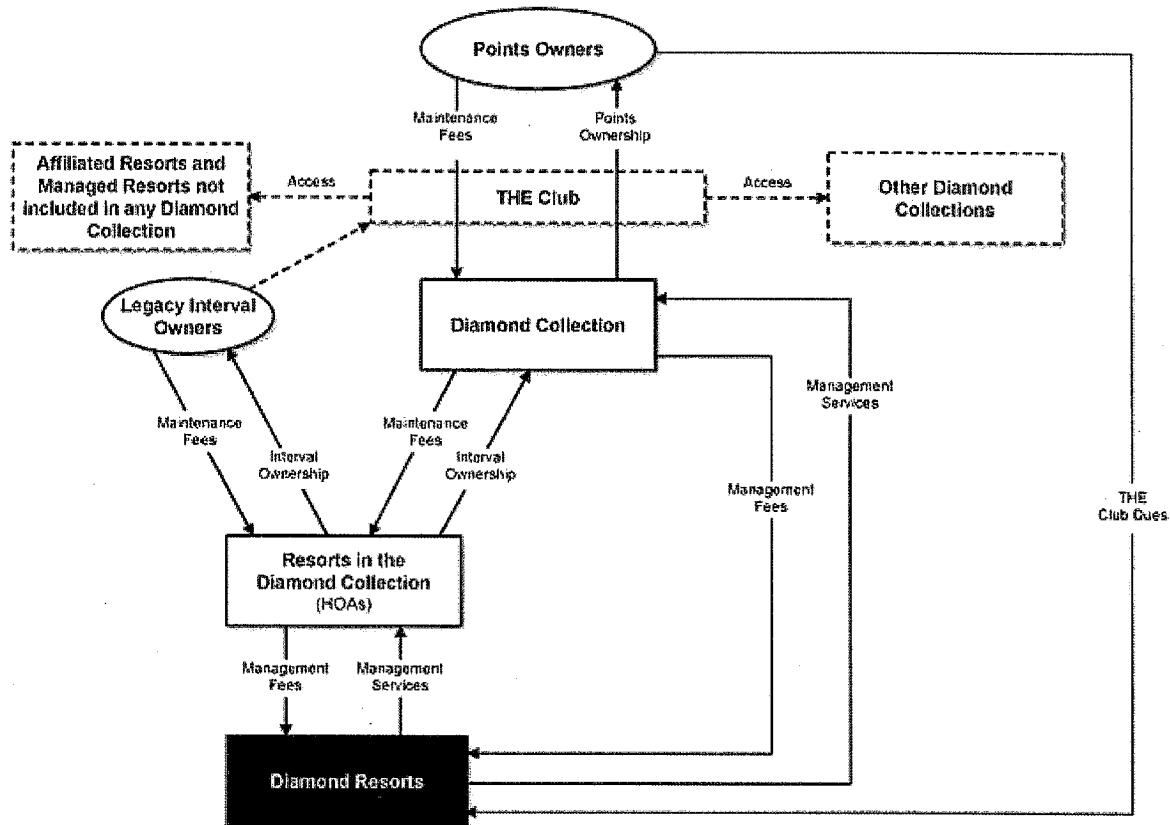 Points Owners
Maintenance
Fees
Points
Ownership
Affiliated Resorts and
Managed Resorts not
included in any Diamond
Collection
Access
THE Club
Access
Other Diamond
Collections
Legacy Interval
Owners
Diamond Collection
Management
Services
Maintenance
Fees
Interval
Ownership
Maintenance
Fees
Interval
Ownership
Management
Fees
THE
Club Dues
Resorts in the
Diamond Collection
(HOAs)
Management
Fees
Management
Services
Diamond Resorts